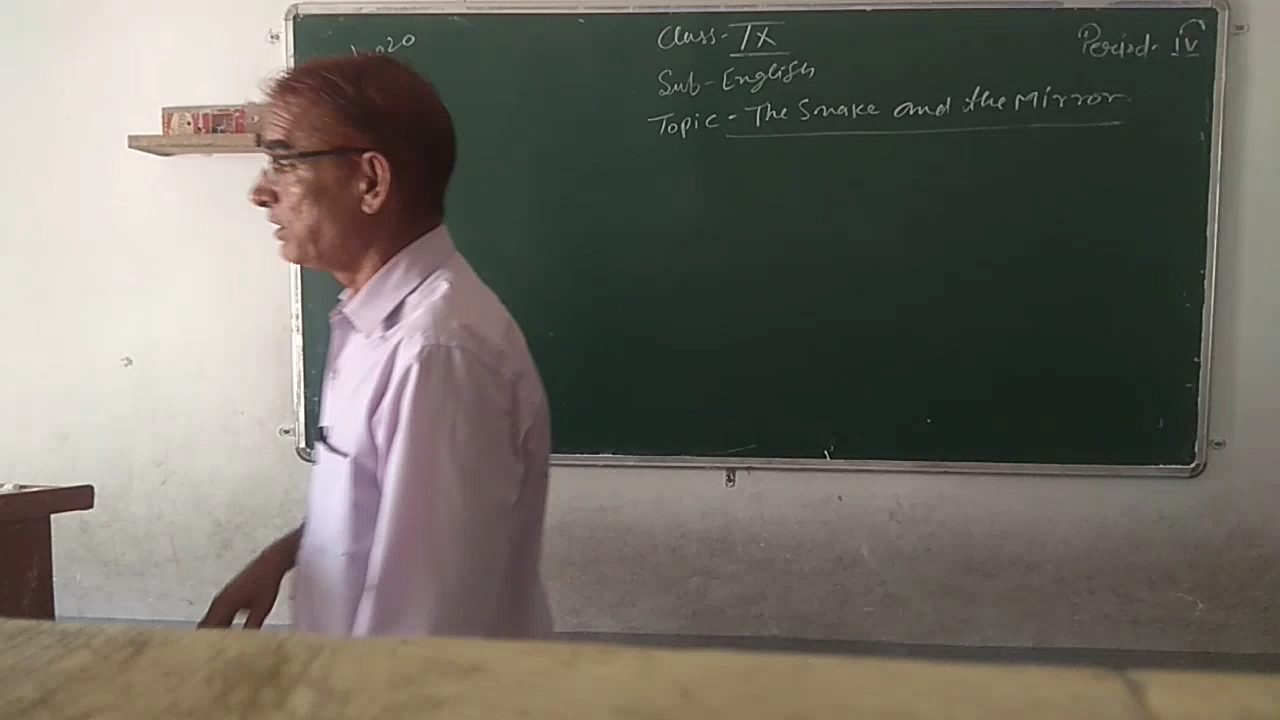 Class - IX
Period - IV
Sub - English
Topic - The Snake and the Mirror